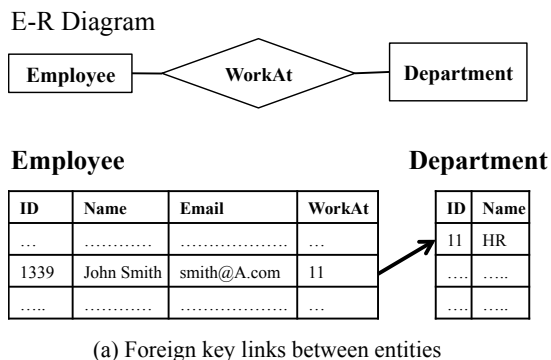 E-R Diagram
Employee WorkAt Department
Employee Department
ID Name Email WorkAt ID Name
… ………… ………………. … 11 HR
1339 John Smith smith@A.com 11 …. …..
….. ………… ………………. … …. …..
(a) Foreign key links between entities